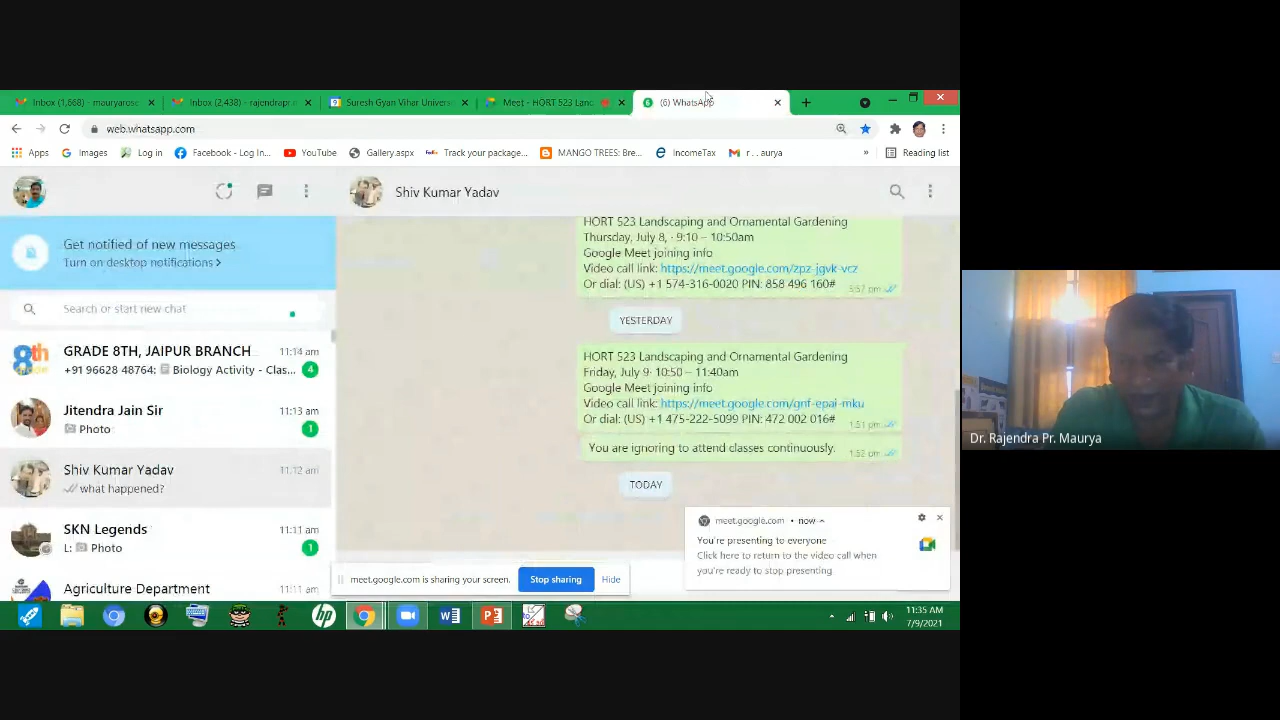 Inbox (1,668) - mauryarose
Inbox (2,438) - rajendrapr.m
Suresh Gyan Vihar Univers
Meet - HORT 523 Land
(6) WhatsApp
web.whatsapp.com
Apps
Images
Log in
Facebook - Log In...
YouTube
Gallery.aspx
Track your package...
MANGO TREES: Bre...
IncomeTax
r . . aurya
»
Reading list
Shiv Kumar Yadav
Get notified of new messages
Turn on desktop notifications >
Search or start new chat
GRADE 8TH, JAIPUR BRANCH
11:14 am
+91 96628 48764: Biology Activity - Clas...
4
Jitendra Jain Sir
11:13 am
Photo
1
Shiv Kumar Yadav
11:12 am
what happened?
SKN Legends
11:11 am
L: Photo
1
Agriculture Department
11:11 am
HORT 523 Landscaping and Ornamental Gardening
Thursday, July 8, · 9:10 – 10:50am
Google Meet joining info
Video call link: https://meet.google.com/zpz-jgvk-vcz
Or dial: (US) +1 574-316-0020 PIN: 858 496 160#
3:57 pm
YESTERDAY
HORT 523 Landscaping and Ornamental Gardening
Friday, July 9· 10:50 – 11:40am
Google Meet joining info
Video call link: https://meet.google.com/gnf-epai-mku
Or dial: (US) +1 475-222-5099 PIN: 472 002 016#
1:51 pm
You are ignoring to attend classes continuously.
1:52 pm
TODAY
meet.google.com • now
You're presenting to everyone
Click here to return to the video call when
you're ready to stop presenting
meet.google.com is sharing your screen.
Stop sharing
Hide
11:35 AM
7/9/2021
Dr. Rajendra Pr. Maurya